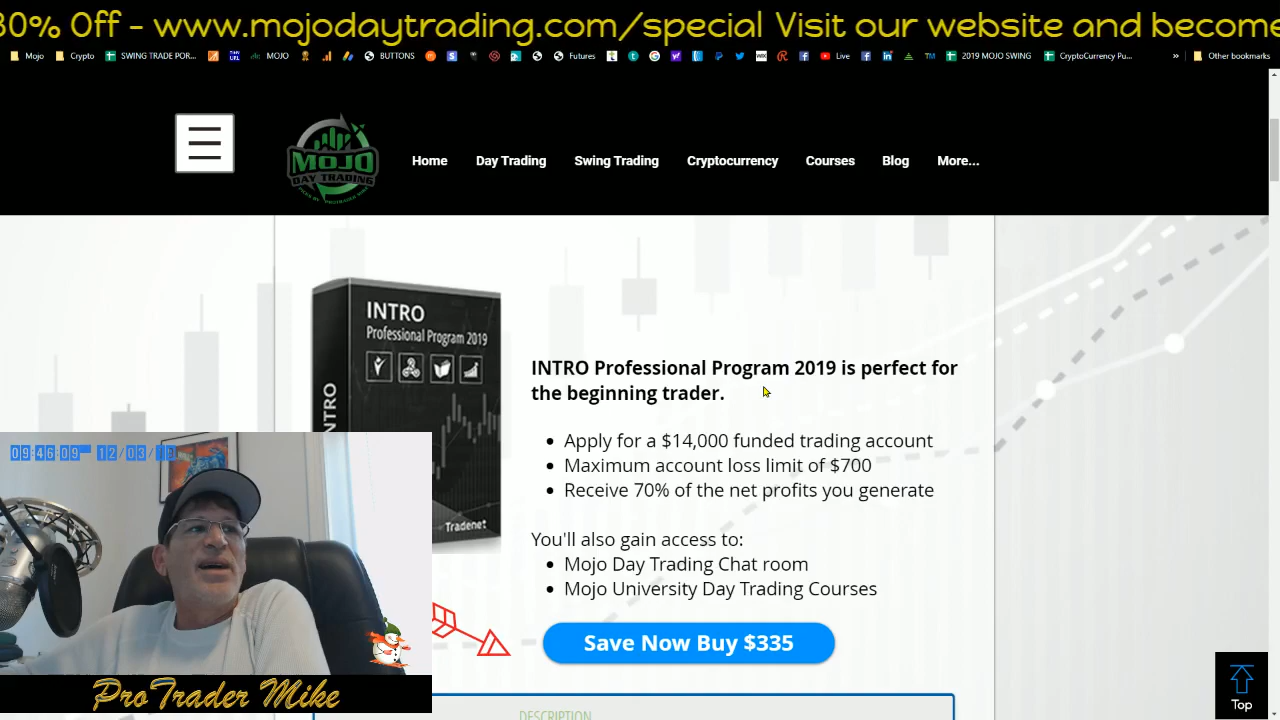 30% Off - www.mojodaytrading.com/special Visit our website and become
Mojo Crypto SWING TRADE POR... MOJO BUTTONS Futures Live 2019 MOJO SWING CryptoCurrency Pu... » Other bookmarks
MOJO
DAY TRADING
Home Day Trading Swing Trading Cryptocurrency Courses Blog More...
INTRO
Professional Program 2019
INTRO
Tradenet
INTRO Professional Program 2019 is perfect for
the beginning trader.
Apply for a $14,000 funded trading account
Maximum account loss limit of $700
Receive 70% of the net profits you generate
You'll also gain access to:
Mojo Day Trading Chat room
Mojo University Day Trading Courses
Save Now Buy $335
DESCRIPTION
09:46:09 12/03/
ProTrader Mike
Top